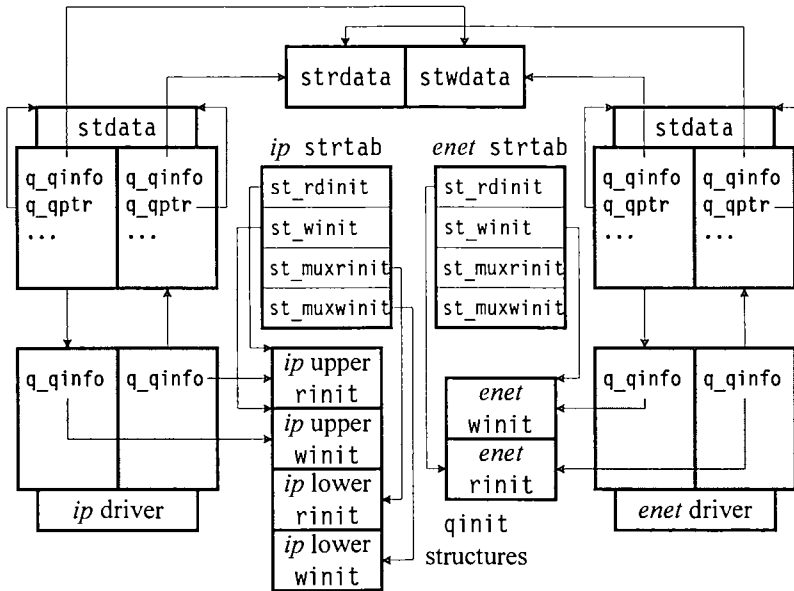 strdata stwdata
stdata
q_qinfo q_qinfo
q_qptr q_qptr
... ...
ip strtab
st_rdinit
st_winit
st_muxrinit
st_muxwinit
enet strtab
st_rdinit
st_winit
st_muxrinit
st_muxwinit
stdata
q_qinfo q_qinfo
q_qptr q_qptr
... ...
q_qinfo q_qinfo
ip driver
ip upper
rinit
ip upper
winit
ip lower
rinit
ip lower
winit
enet
winit
enet
rinit
qinit
structures
q_qinfo q_qinfo
enet driver